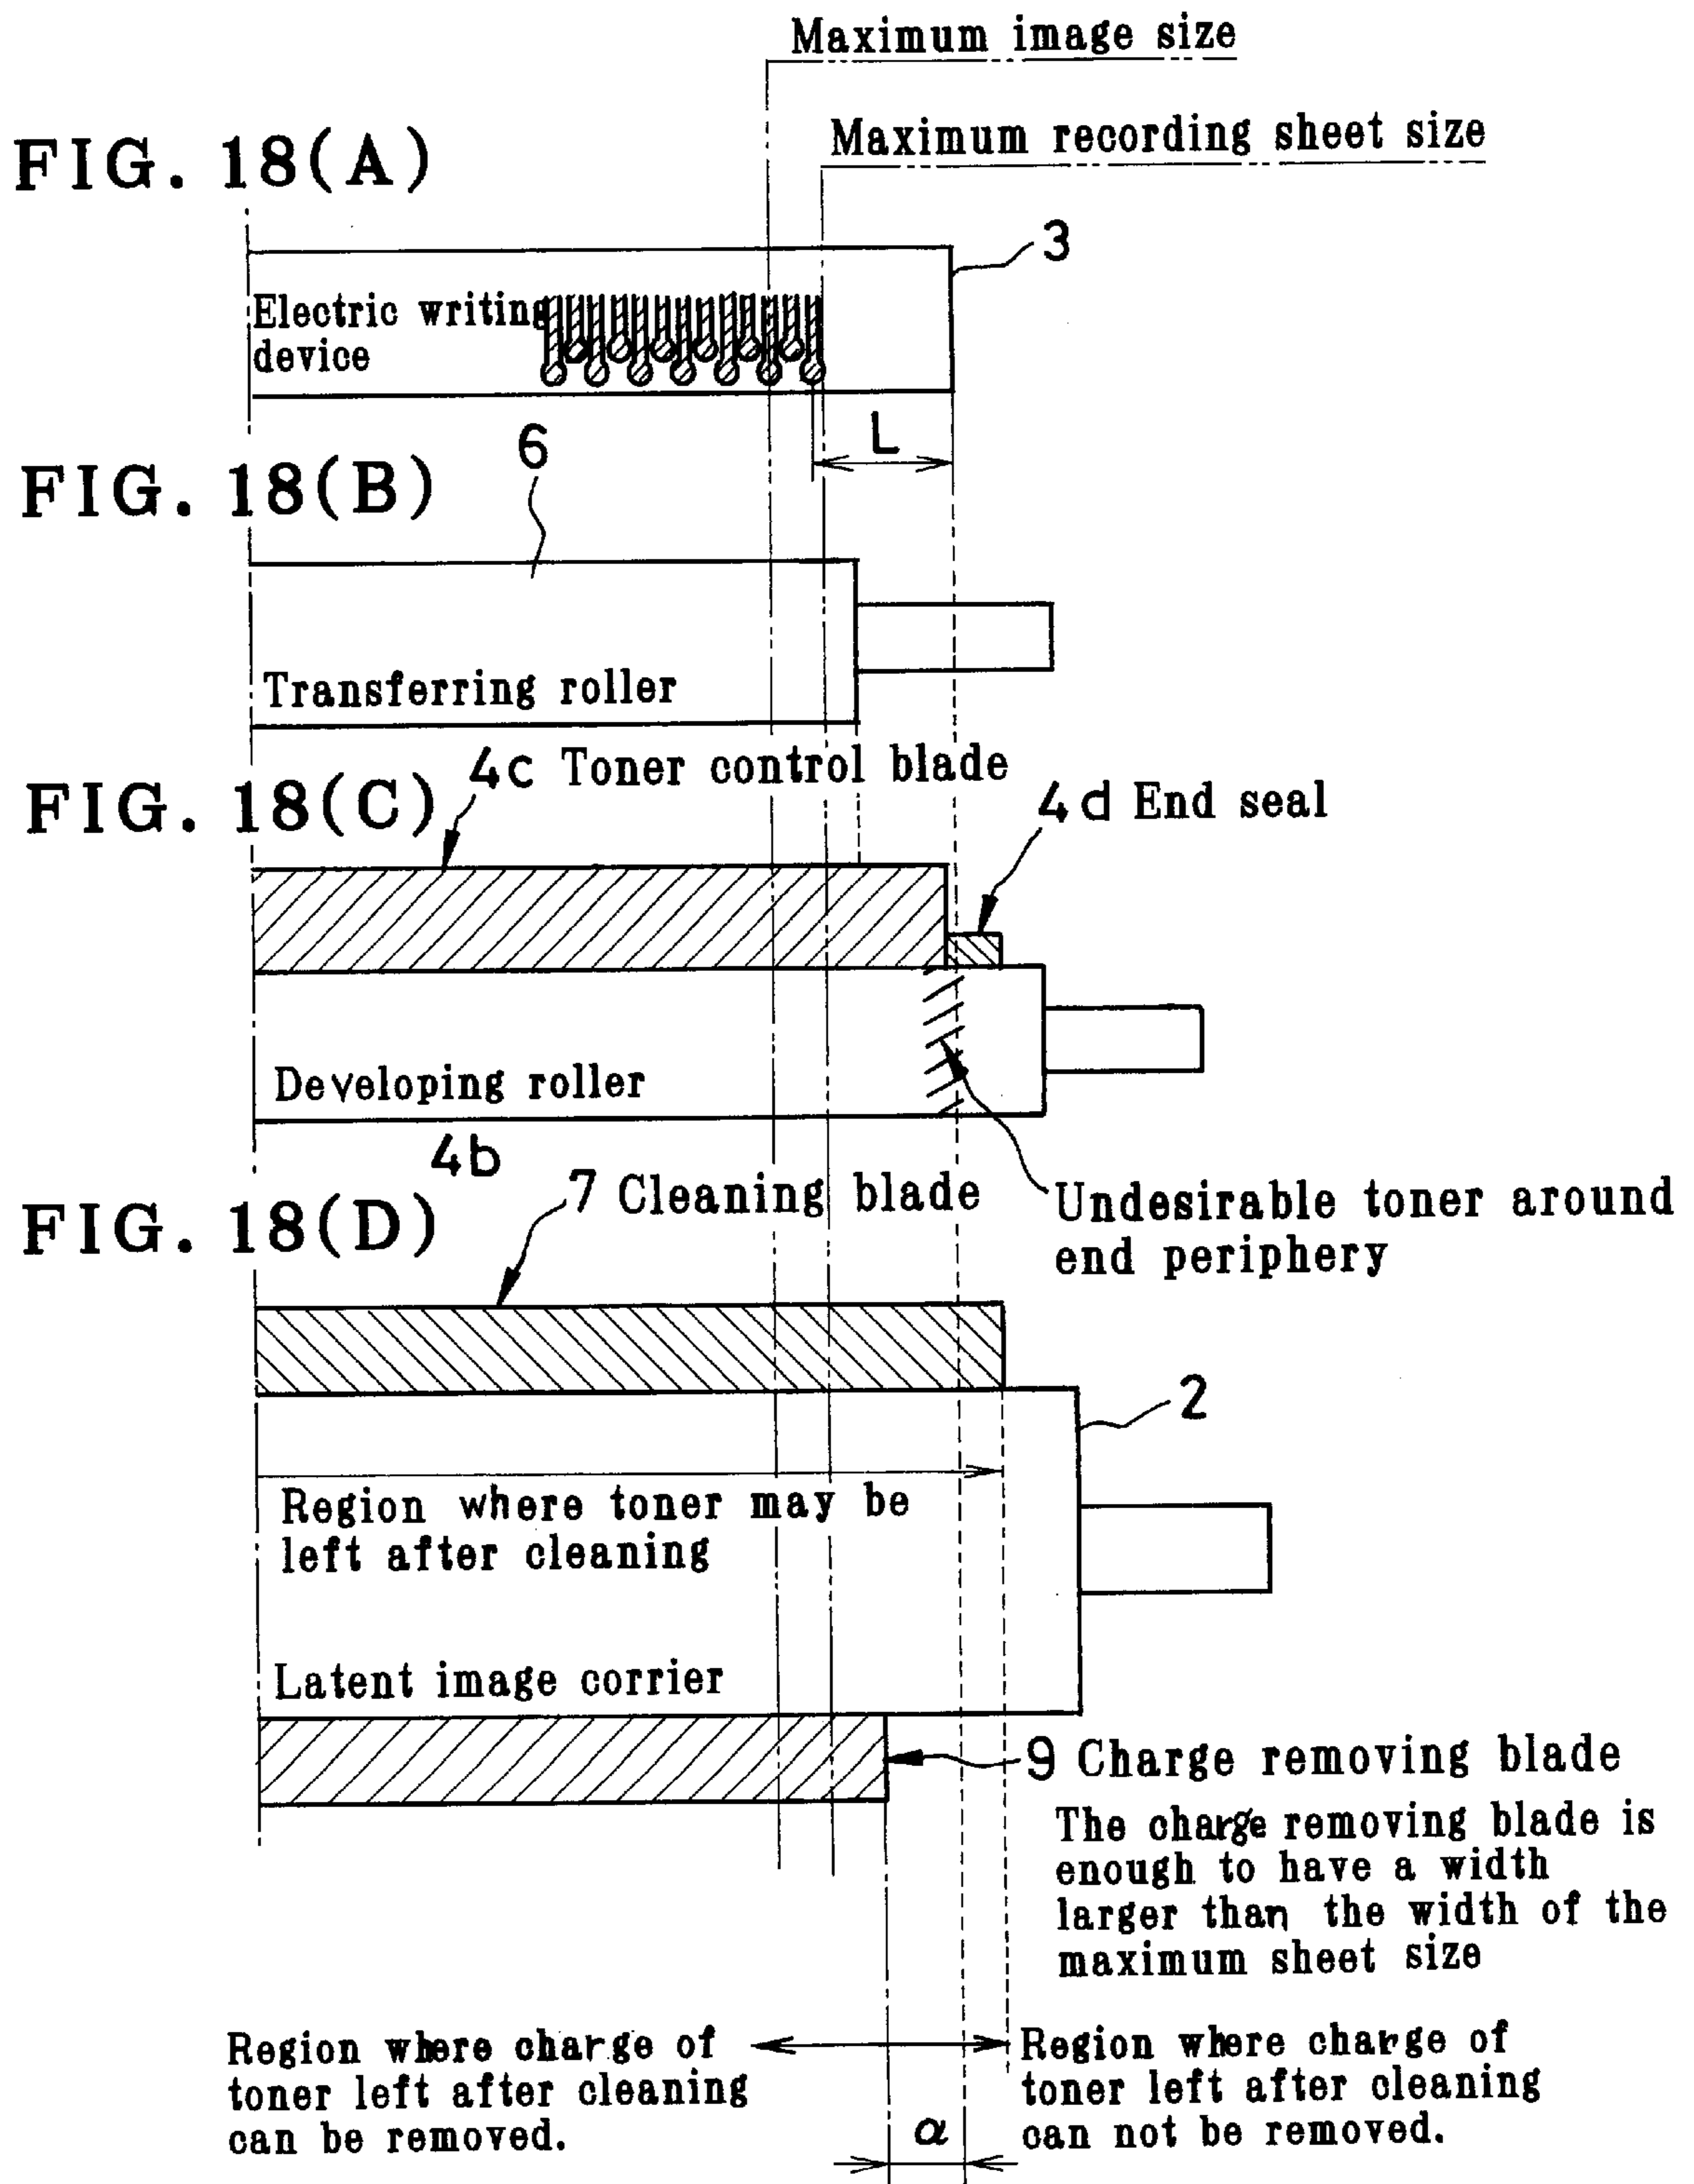 Maximum image size
Maximum recording sheet size
FIG. 18(A)
3
Electric writing
device
L
6
FIG. 18(B)
Transferring roller
4c Toner control blade
FIG. 18(C)
4d End seal
Developing roller
4b
7 Cleaning blade
Undesirable toner around
end periphery
FIG. 18(D)
2
Region where toner may be
left after cleaning
Latent image corrier
9 Charge removing blade
The charge removing blade is
enough to have a width
larger than the width of the
maximum sheet size
Region where charge of
toner left after cleaning
can be removed.
Region where charge of
toner left after cleaning
can not be removed.
α